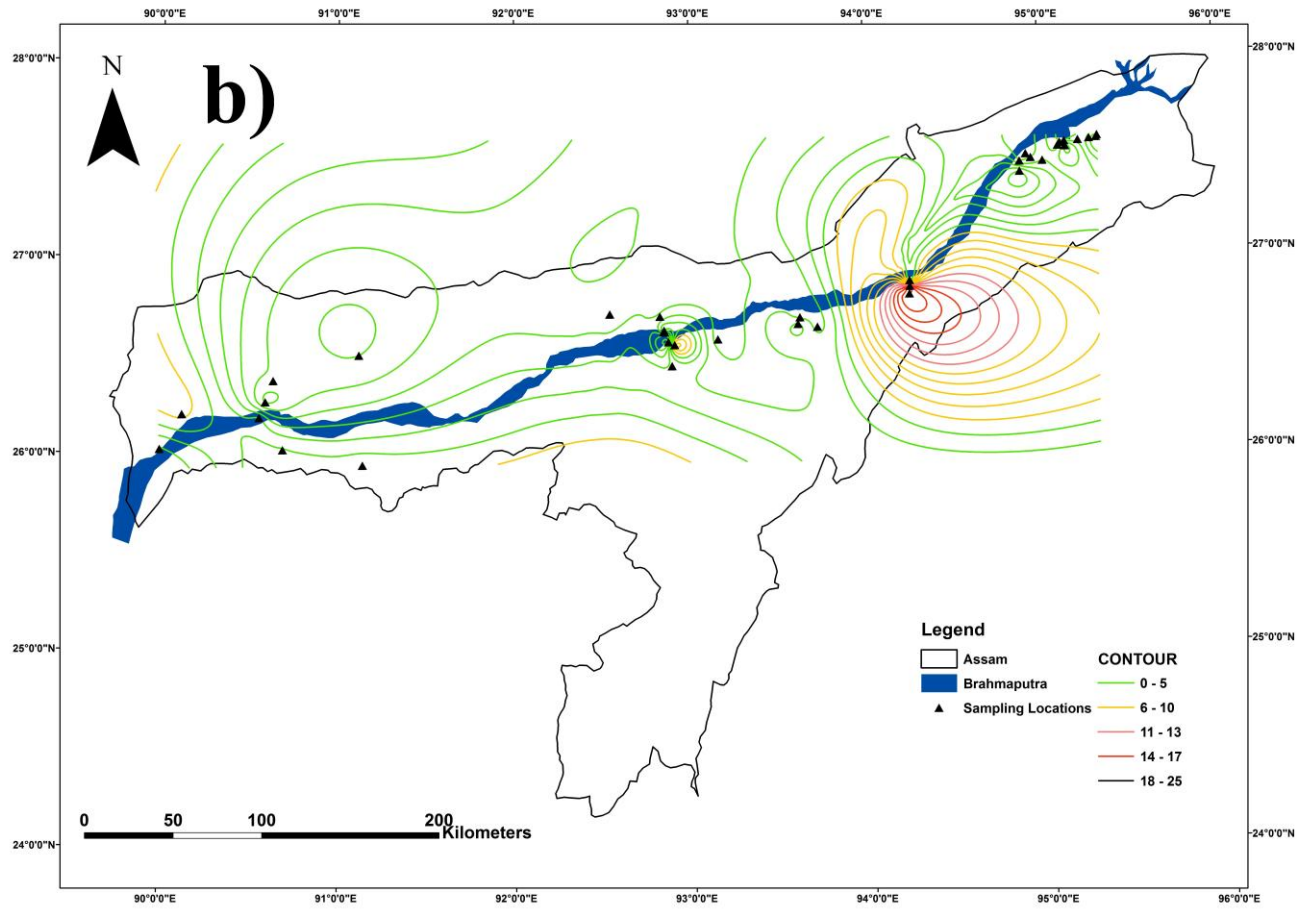 90°0'0"E 91°0'0"E 92°0'0"E 93°0'0"E 94°0'0"E 95°0'0"E 96°0'0"E
28°0'0"N 28°0'0"N
N
b)
27°0'0"N 27°0'0"N
26°0'0"N 26°0'0"N
25°0'0"N 25°0'0"N
Legend
Assam
Brahmaputra
Sampling Locations
CONTOUR
0 - 5
6 - 10
11 - 13
14 - 17
18 - 25
0 50 100 200
Kilometers
24°0'0"N 24°0'0"N
90°0'0"E 91°0'0"E 92°0'0"E 93°0'0"E 94°0'0"E 95°0'0"E 96°0'0"E